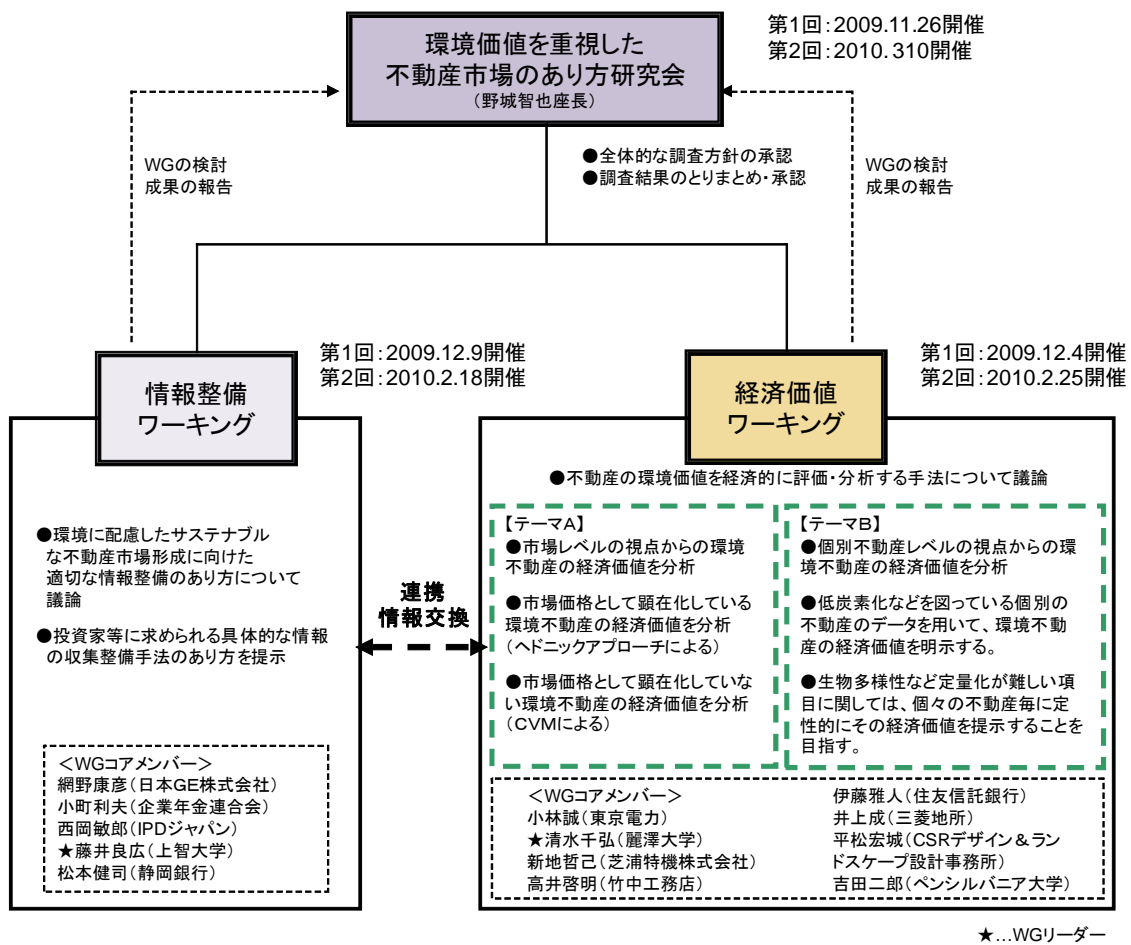 環境価値を重視した
不動産市場のあり方研究会
（野城智也座長）
第1回：2009.11.26開催
第2回：2010.310開催
WGの検討
成果の報告
●全体的な調査方針の承認
●調査結果のとりまとめ・承認
WGの検討
成果の報告
第1回：2009.12.9開催
第2回：2010.2.18開催
情報整備
ワーキング
●環境に配慮したサステナブル
な不動産市場形成に向けた
適切な情報整備のあり方について
議論
●投資家等に求められる具体的な情報
の収集整備手法のあり方を提示
＜WGコアメンバー＞
網野康彦（日本GE株式会社）
小町利夫（企業年金連合会）
西岡敏郎（IPDジャパン）
★藤井良広（上智大学）
松本健司（静岡銀行）
連携
情報交換
第1回：2009.12.4開催
第2回：2010.2.25開催
経済価値
ワーキング
●不動産の環境価値を経済的に評価・分析する手法について議論
【テーマA】
●市場レベルの視点からの環境
不動産の経済価値を分析
●市場価格として顕在化している
環境不動産の経済価値を分析
（ヘドニックアプローチによる）
●市場価格として顕在化していな
い環境不動産の経済価値を分析
（CVMによる）
【テーマB】
●個別不動産レベルの視点からの環
境不動産の経済価値を分析
●低炭素化などを図っている個別の
不動産のデータを用いて、環境不動
産の経済価値を明示する。
●生物多様性など定量化が難しい項
目に関しては、個々の不動産毎に定
性的にその経済価値を提示することを
目指す。
＜WGコアメンバー＞
小林誠（東京電力）
★清水千弘（麗澤大学）
新地哲己（芝浦特機株式会社）
高井啓明（竹中工務店）
伊藤雅人（住友信託銀行）
井上成（三菱地所）
平松宏城（CSRデザイン＆ラン
ドスケープ設計事務所）
吉田二郎（ペンシルバニア大学）
★…WGリーダー